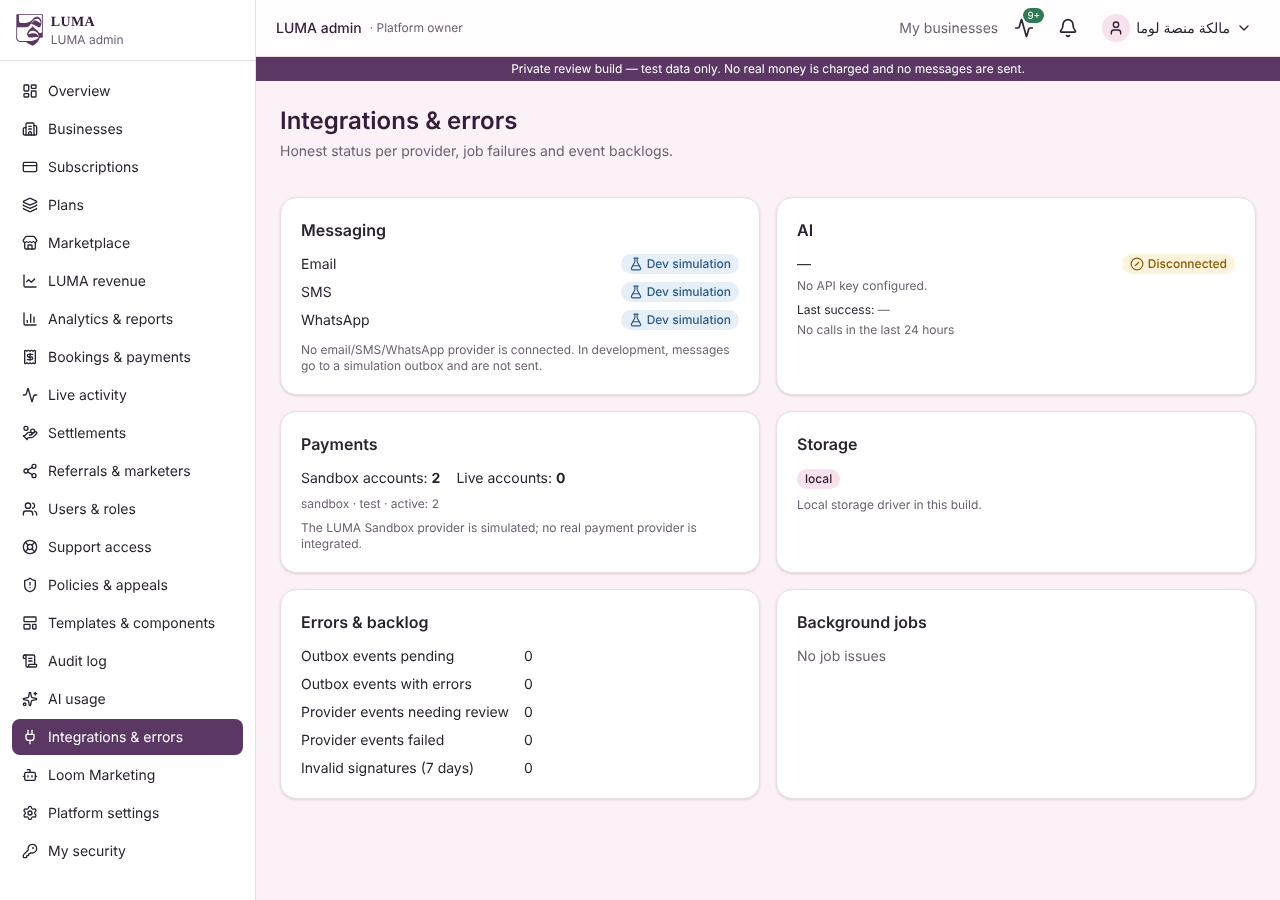 LUMA
LUMA admin
Overview
Businesses
Subscriptions
Plans
Marketplace
LUMA revenue
Analytics & reports
Bookings & payments
Live activity
Settlements
Referrals & marketers
Users & roles
Support access
Policies & appeals
Templates & components
Audit log
AI usage
Integrations & errors
Loom Marketing
Platform settings
My security
LUMA admin · Platform owner
My businesses
9+
مالكة منصة لوما
Private review build — test data only. No real money is charged and no messages are sent.
Integrations & errors
Honest status per provider, job failures and event backlogs.
Messaging
Email Dev simulation
SMS Dev simulation
WhatsApp Dev simulation
No email/SMS/WhatsApp provider is connected. In development, messages
go to a simulation outbox and are not sent.
AI
— Disconnected
No API key configured.
Last success: —
No calls in the last 24 hours
Payments
Sandbox accounts: 2 Live accounts: 0
sandbox · test · active: 2
The LUMA Sandbox provider is simulated; no real payment provider is
integrated.
Storage
local
Local storage driver in this build.
Errors & backlog
Outbox events pending 0
Outbox events with errors 0
Provider events needing review 0
Provider events failed 0
Invalid signatures (7 days) 0
Background jobs
No job issues